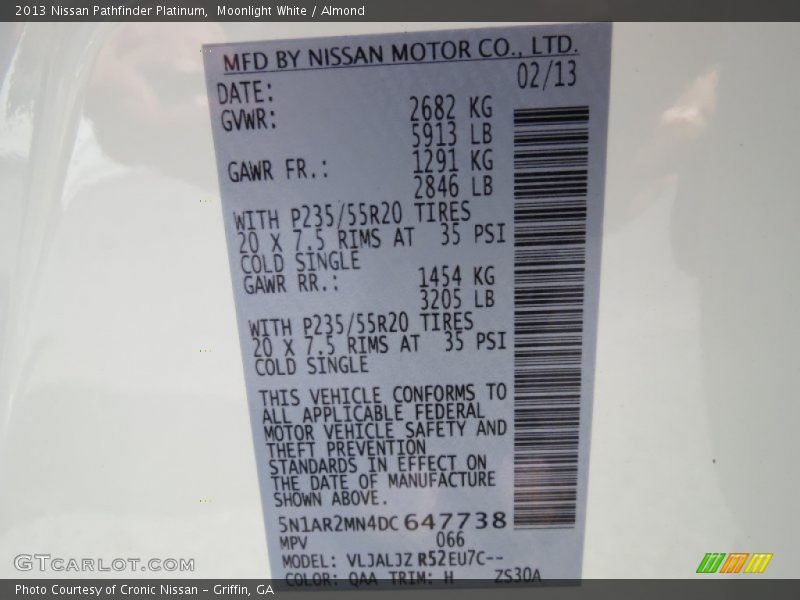 2013 Nissan Pathfinder Platinum, Moonlight White / Almond
MFD BY NISSAN MOTOR CO., LTD.
DATE: 02/13
GVWR: 2682 KG
5913 LB
GAWR FR.: 1291 KG
2846 LB
WITH P235/55R20 TIRES
20 X 7.5 RIMS AT 35 PSI
COLD SINGLE
GAWR RR.: 1454 KG
3205 LB
WITH P235/55R20 TIRES
20 X 7.5 RIMS AT 35 PSI
COLD SINGLE
THIS VEHICLE CONFORMS TO
ALL APPLICABLE FEDERAL
MOTOR VEHICLE SAFETY AND
THEFT PREVENTION
STANDARDS IN EFFECT ON
THE DATE OF MANUFACTURE
SHOWN ABOVE.
5N1AR2MN4DC647738
MPV 066
MODEL: VLJALJZ R52EU7C--
COLOR: QAA TRIM: H ZS30A
GTCARLOT.COM
Photo Courtesy of Cronic Nissan - Griffin, GA